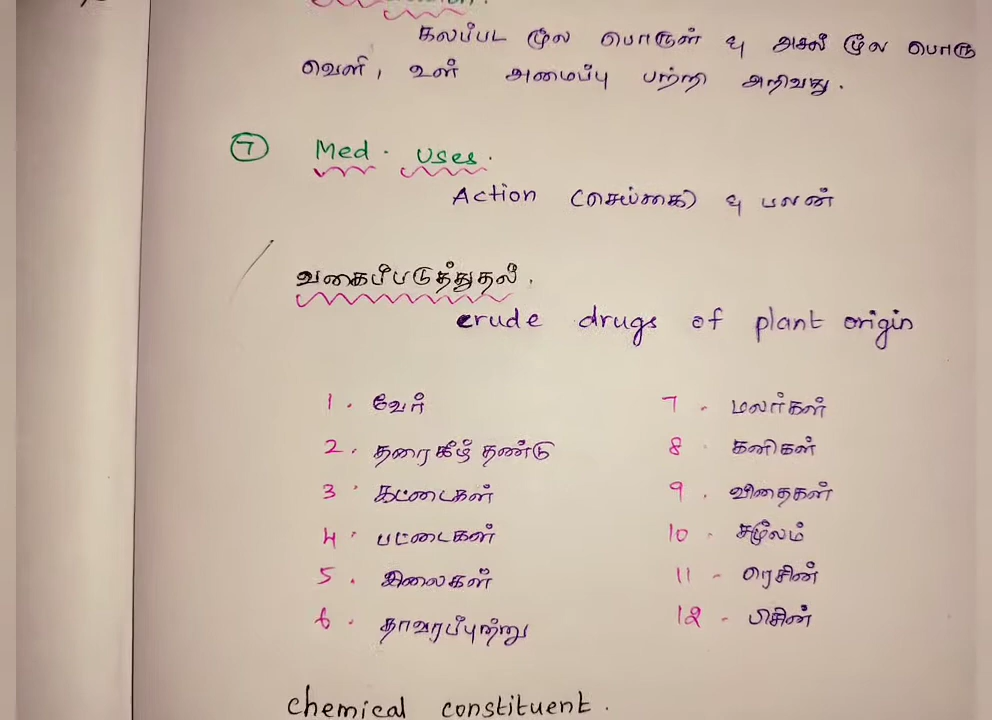 கலப்பட மூல பொருள் & அசல் மூல பொரு
வெளி, உள் அமைப்பு பற்றி அறிவது.
7 Med. Uses.
Action (செய்கை) & பலன்
வகைப்படுத்துதல்.
crude drugs of plant origin
1. வேர்
2. தரைகீழ் தண்டு
3. கட்டைகள்
4. பட்டைகள்
5. இலைகள்
6. தாவரப்புற்று
7. மலர்கள்
8. கனிகள்
9. விதைகள்
10. சமூலம்
11 - ரெசின்
12 - பிசின்
chemical constituent.